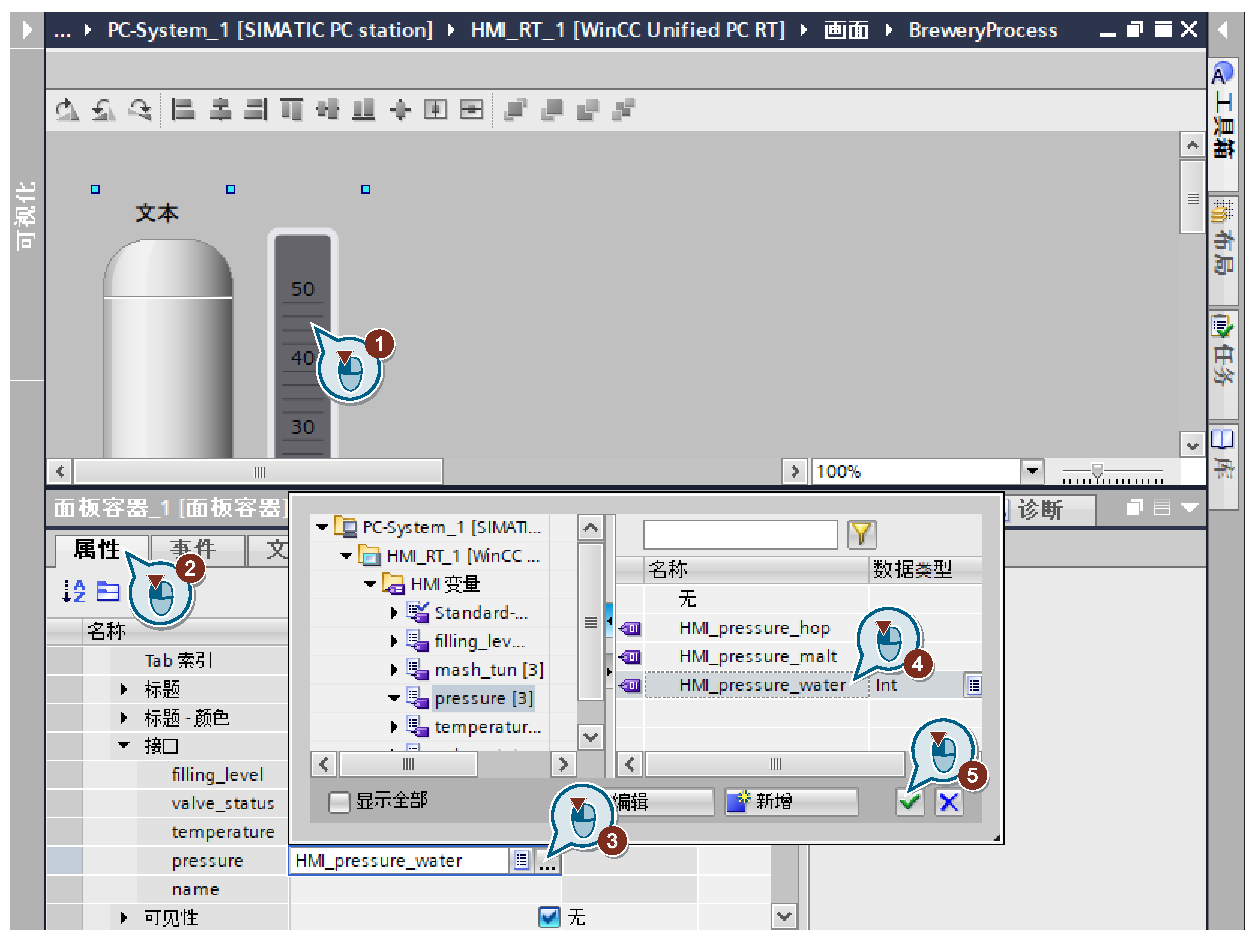 ... PC-System_1 [SIMATIC PC station] HMI_RT_1 [WinCC Unified PC RT] 画面 BreweryProcess
可视化
工具箱
布局
任务
库
文本
50
40
30
1
100%
面板容器_1 [面板容器]
诊断
属性
事件
文
2
名称
Tab 索引
标题
标题 - 颜色
接口
filling_level
valve_status
temperature
pressure
HMI_pressure_water
...
name
可见性
无
PC-System_1 [SIMATI...
HMI_RT_1 [WinCC ...
HMI 变量
Standard-...
filling_lev...
mash_tun [3]
pressure [3]
temperatur...
名称
数据类型
无
HMI_pressure_hop
HMI_pressure_malt
HMI_pressure_water
Int
4
5
显示全部
编辑
新增
3